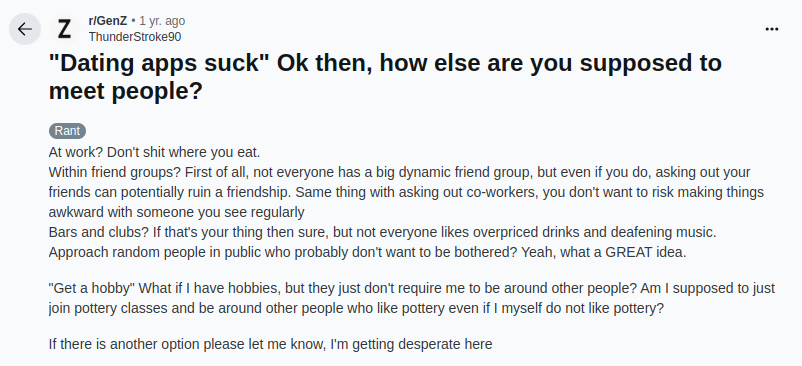 r/GenZ • 1 yr. ago
ThunderStroke90
"Dating apps suck" Ok then, how else are you supposed to
meet people?
Rant
At work? Don't shit where you eat.
Within friend groups? First of all, not everyone has a big dynamic friend group, but even if you do, asking out your
friends can potentially ruin a friendship. Same thing with asking out co-workers, you don't want to risk making things
awkward with someone you see regularly
Bars and clubs? If that's your thing then sure, but not everyone likes overpriced drinks and deafening music.
Approach random people in public who probably don't want to be bothered? Yeah, what a GREAT idea.
"Get a hobby" What if I have hobbies, but they just don't require me to be around other people? Am I supposed to just
join pottery classes and be around other people who like pottery even if I myself do not like pottery?
If there is another option please let me know, I'm getting desperate here